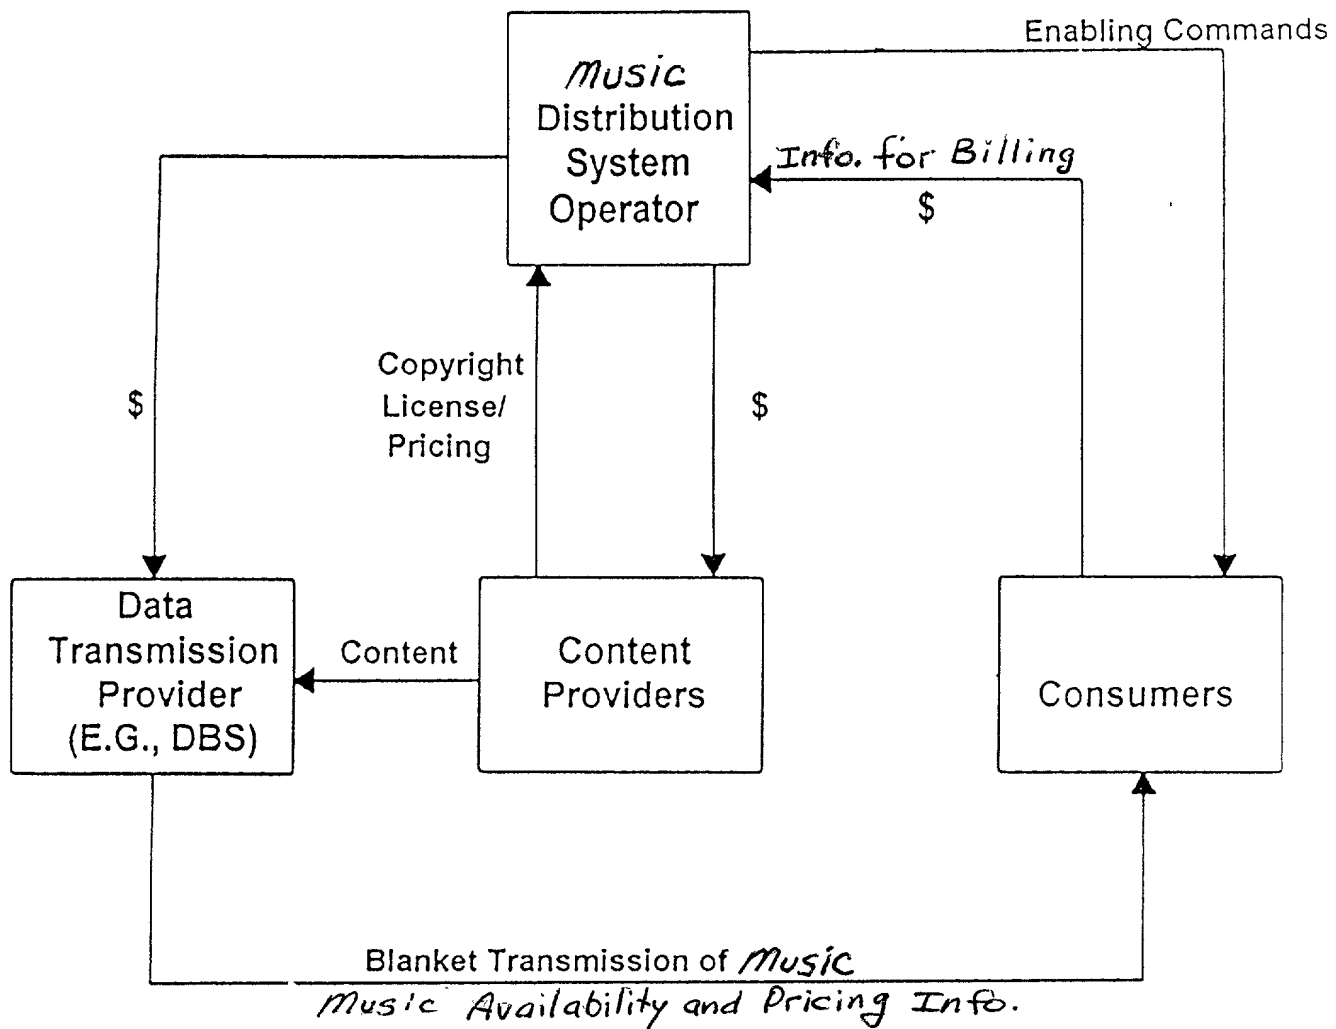 Enabling Commands
Music
Distribution
System
Operator
Info. for Billing
$
Copyright
License/
Pricing
$
$
Data
Transmission
Provider
(E.G., DBS)
Content
Content
Providers
Consumers
Blanket Transmission of Music
Music Availability and Pricing Info.